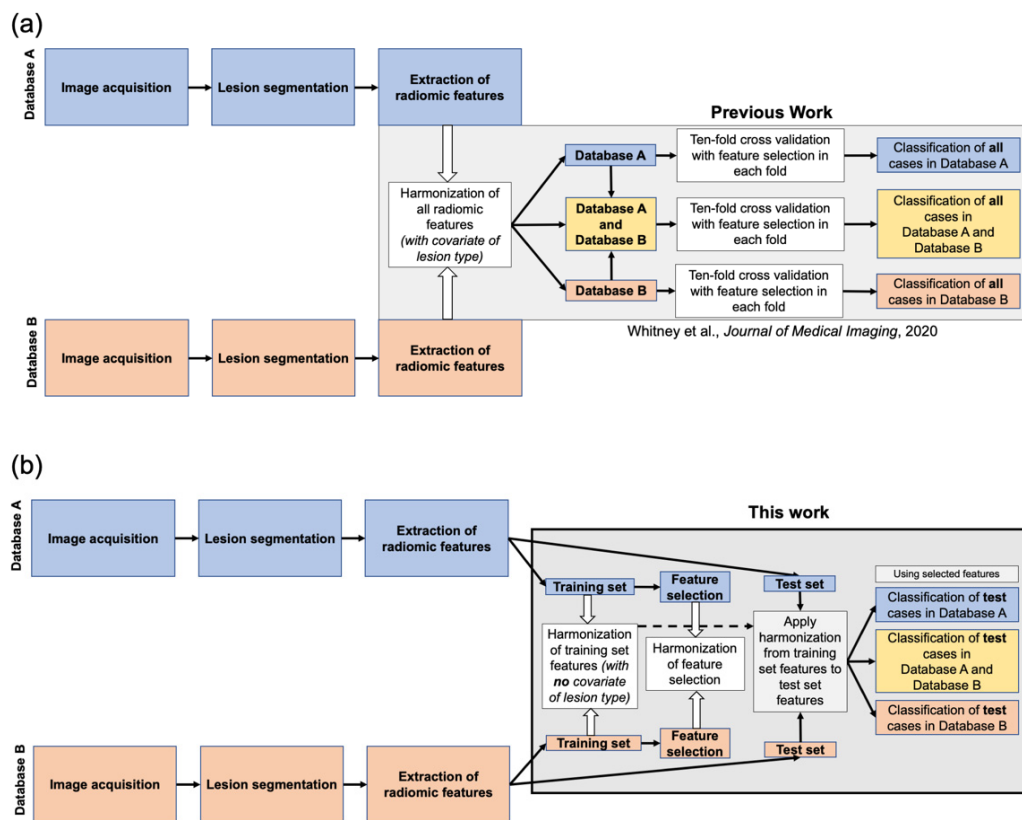 (a)
Database A
Image acquisition
Lesion segmentation
Extraction of
radiomic features
Previous Work
Harmonization of
all radiomic
features
(with covariate of
lesion type)
Database A
Ten-fold cross validation
with feature selection in
each fold
Classification of all
cases in Database A
Database A
and
Database B
Ten-fold cross validation
with feature selection in
each fold
Classification of all
cases in
Database A and
Database B
Database B
Ten-fold cross validation
with feature selection in
each fold
Classification of all
cases in Database B
Whitney et al., Journal of Medical Imaging, 2020
Database B
Image acquisition
Lesion segmentation
Extraction of
radiomic features
(b)
Database A
Image acquisition
Lesion segmentation
Extraction of
radiomic features
This work
Training set
Feature
selection
Test set
Using selected features
Harmonization
of training set
features (with
no covariate
of lesion type)
Harmonization
of feature
selection
Apply
harmonization
from training
set features to
test set
features
Classification of test
cases in Database A
Classification of test
cases in
Database A and
Database B
Classification of test
cases in Database B
Training set
Feature
selection
Test set
Database B
Image acquisition
Lesion segmentation
Extraction of
radiomic features